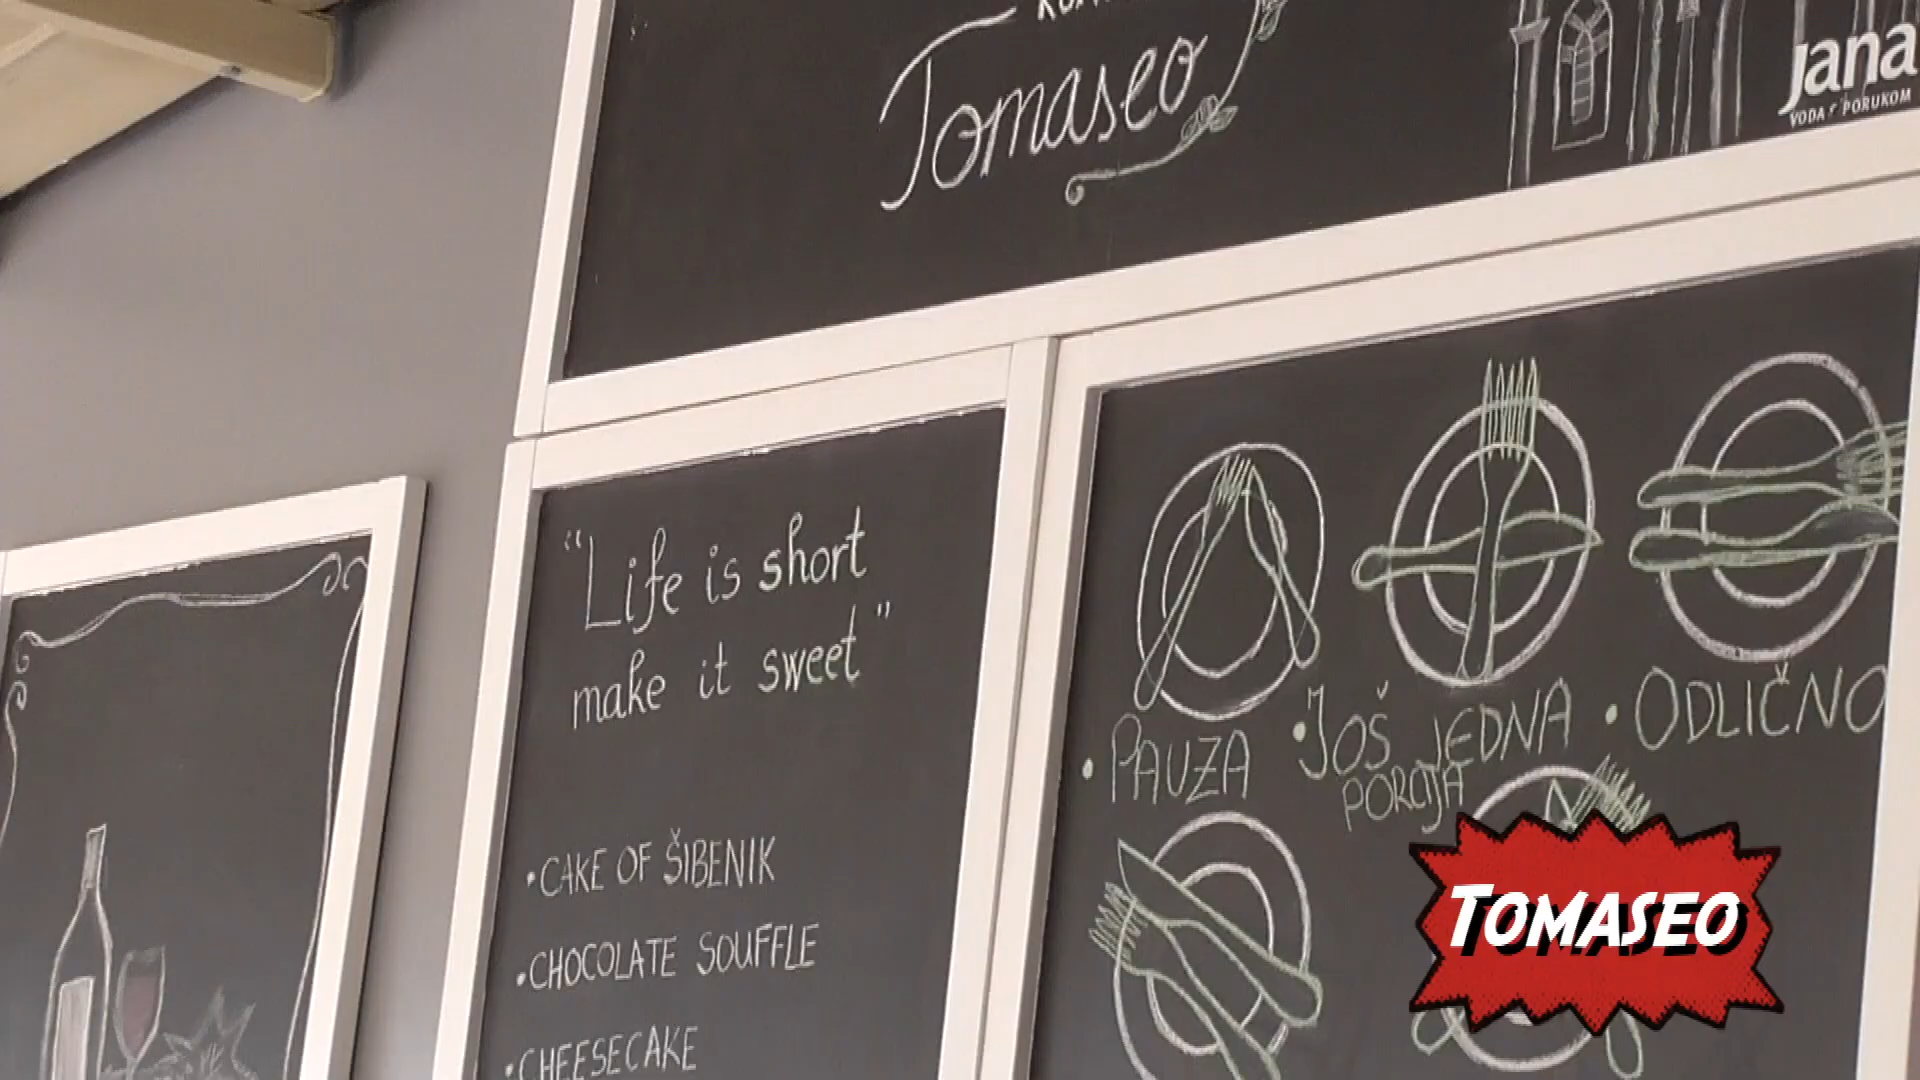 Tomaseo
Jana
VODA S PORUKOM
"Life is short
make it sweet"
• CAKE OF ŠIBENIK
• CHOCOLATE SOUFFLE
• CHEESECAKE
• PAUZA
• JOŠ JEDNA
PORCIJA
• ODLIČNO
TOMASEO